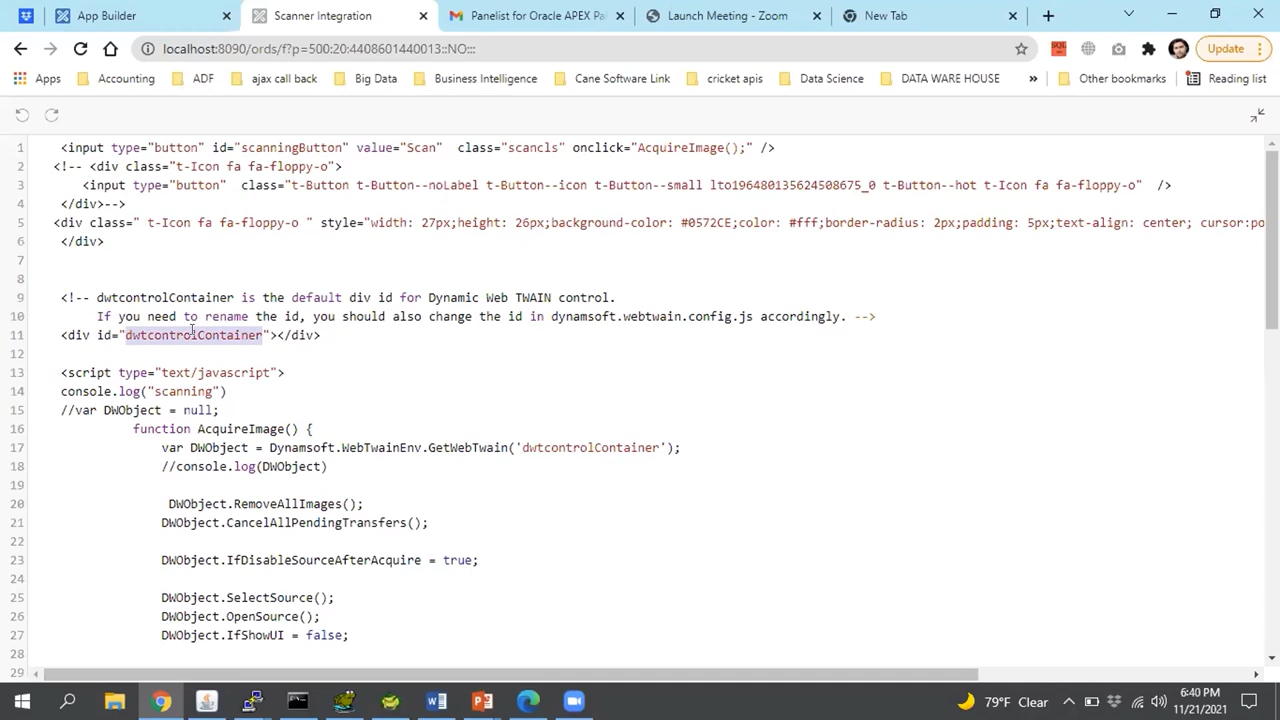 App Builder × Scanner Integration × Panelist for Oracle APEX Pa × Launch Meeting - Zoom × New Tab × +
localhost:8090/ords/f?p=500:20:4408601440013::NO::: Update
Apps Accounting ADF ajax call back Big Data Business Intelligence Cane Software Link cricket apis Data Science DATA WARE HOUSE » Other bookmarks Reading list
1 <input type="button" id="scanningButton" value="Scan" class="scancls" onclick="AcquireImage();" />
2 <!-- <div class="t-Icon fa fa-floppy-o">
3 <input type="button" class="t-Button t-Button--noLabel t-Button--icon t-Button--small lto196480135624508675_0 t-Button--hot t-Icon fa fa-floppy-o" />
4 </div>-->
5 <div class=" t-Icon fa fa-floppy-o " style="width: 27px;height: 26px;background-color: #0572CE;color: #fff;border-radius: 2px;padding: 5px;text-align: center; cursor:po
6 </div>
7
8
9 <!-- dwtcontrolContainer is the default div id for Dynamic Web TWAIN control.
10 If you need to rename the id, you should also change the id in dynamsoft.webtwain.config.js accordingly. -->
11 <div id="dwtcontrolContainer"></div>
12
13 <script type="text/javascript">
14 console.log("scanning")
15 //var DWObject = null;
16 function AcquireImage() {
17 var DWObject = Dynamsoft.WebTwainEnv.GetWebTwain('dwtcontrolContainer');
18 //console.log(DWObject)
19
20 DWObject.RemoveAllImages();
21 DWObject.CancelAllPendingTransfers();
22
23 DWObject.IfDisableSourceAfterAcquire = true;
24
25 DWObject.SelectSource();
26 DWObject.OpenSource();
27 DWObject.IfShowUI = false;
28
29
79°F Clear 6:40 PM
11/21/2021